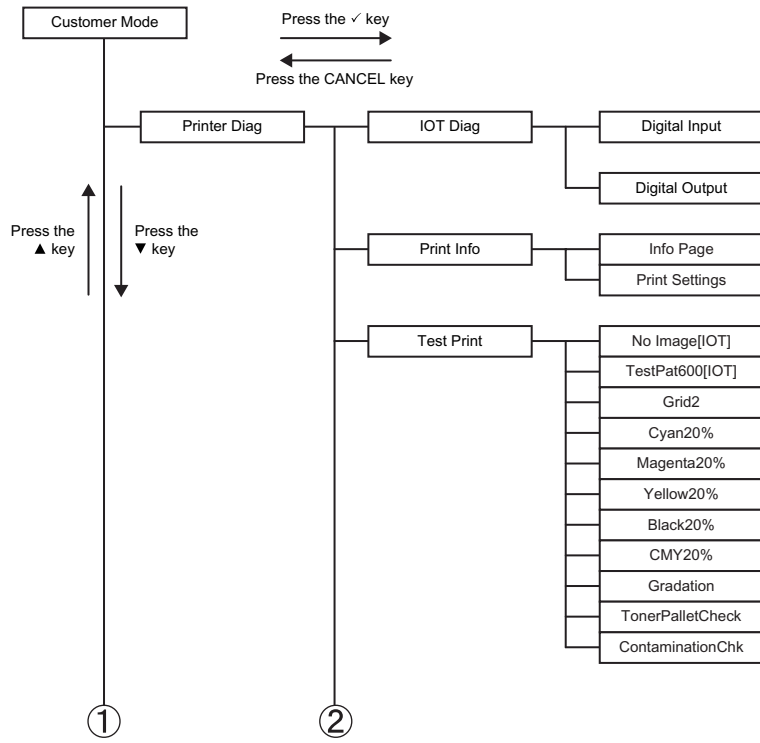 Customer Mode
Press the ✓ key
Press the CANCEL key
Printer Diag
IOT Diag
Digital Input
Digital Output
Press the
▲ key
Press the
▼ key
Print Info
Info Page
Print Settings
Test Print
No Image[IOT]
TestPat600[IOT]
Grid2
Cyan20%
Magenta20%
Yellow20%
Black20%
CMY20%
Gradation
TonerPalletCheck
ContaminationChk
① ②